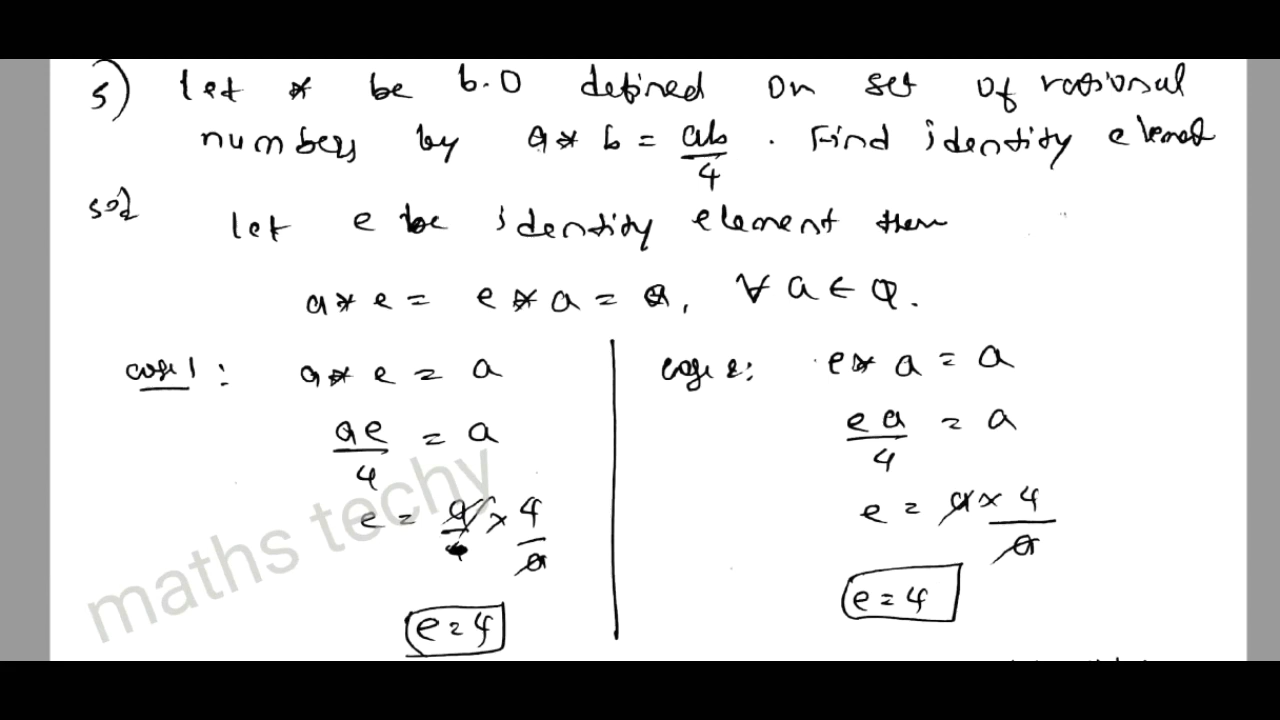 5) Let * be b.o defined on set of rational
numbers by a * b = ab/4 . Find identity element
sol
Let e be identity element then
a * e = e * a = a, ∀ a ∈ Q.
case 1 : a * e = a
ae/4 = a
e = a × 4/a
e = 4
case 2 : e * a = a
ea/4 = a
e = a × 4/a
e = 4
maths techy